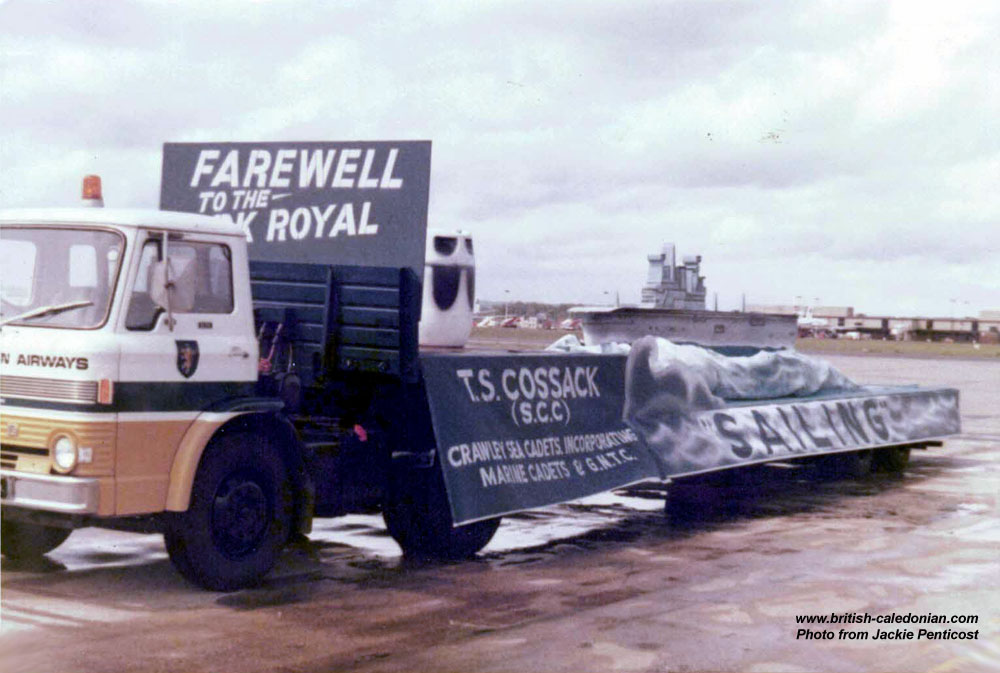 FAREWELL
TO THE
ROYAL
AIRWAYS
T.S. COSSACK
(S.C.C)
CRAWLEY SEA CADETS, INCORPORATING
MARINE CADETS & G.N.T.C.
"SAILING"
www.british-caledonian.com
Photo from Jackie Penticost